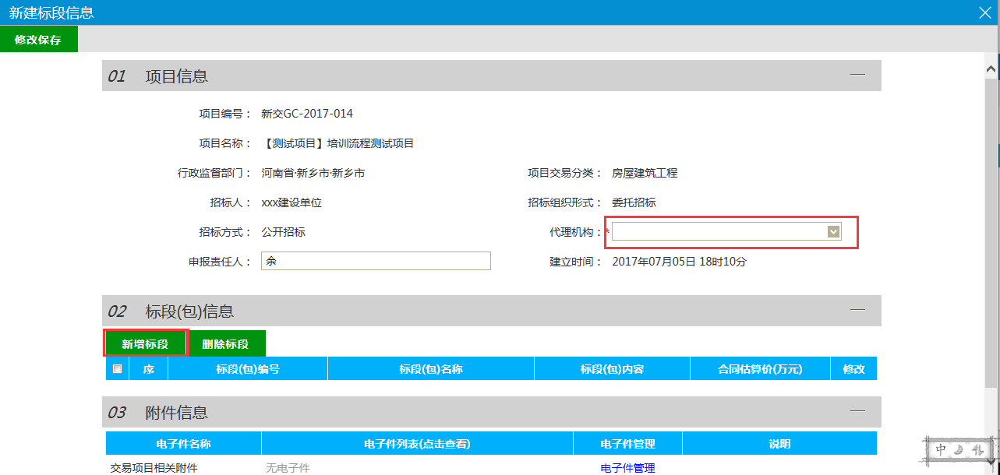 新建标段信息
修改保存
01 项目信息
项目编号： 新交GC-2017-014
项目名称： 【测试项目】培训流程测试项目
行政监督部门： 河南省·新乡市·新乡市 项目交易分类： 房屋建筑工程
招标人： xxx建设单位 招标组织形式： 委托招标
招标方式： 公开招标 代理机构：*
申报责任人： 余 建立时间： 2017年07月05日 18时10分
02 标段(包)信息
新增标段 删除标段
序 标段(包)编号 标段(包)名称 标段(包)内容 合同估算价(万元) 修改
03 附件信息
电子件名称 电子件列表(点击查看) 电子件管理 说明
交易项目相关附件 无电子件 电子件管理
中